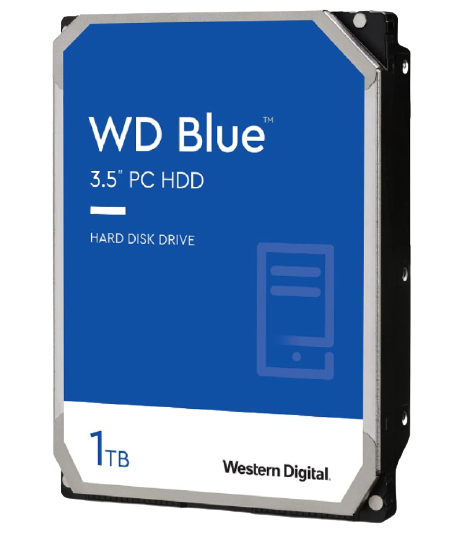 WD Blue™
3.5" PC HDD
HARD DISK DRIVE
1TB
Western Digital.